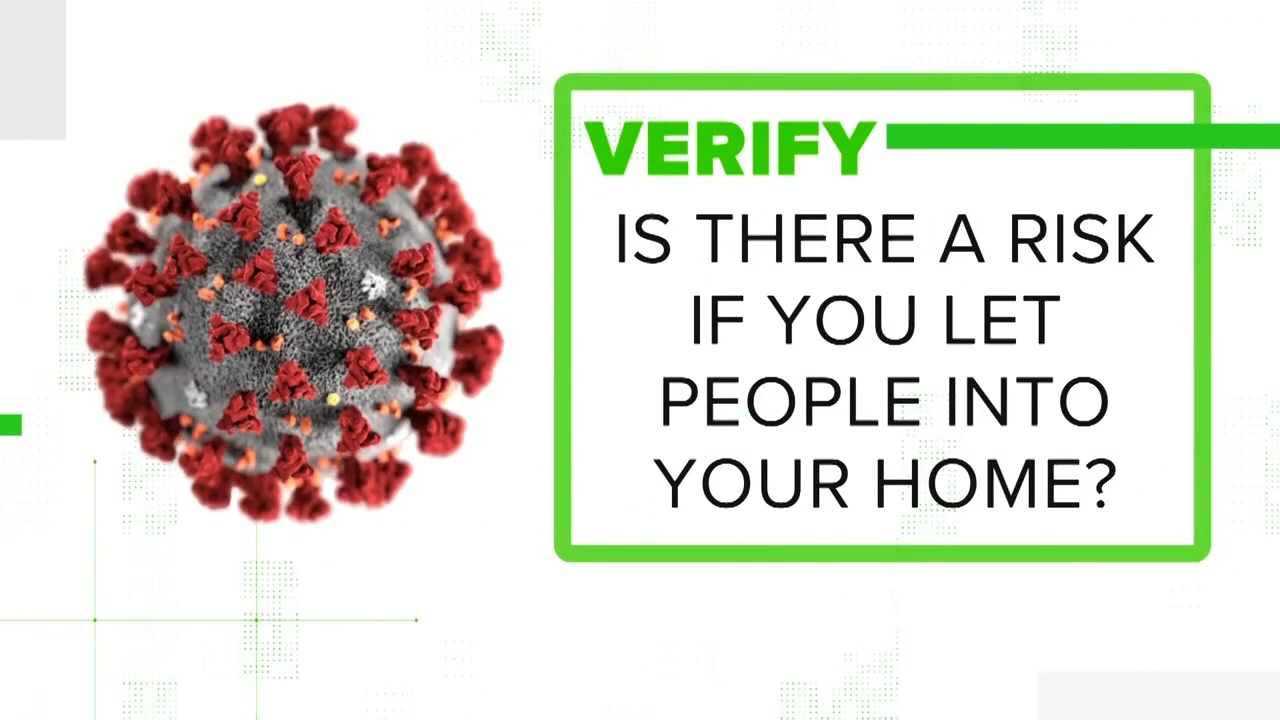 VERIFY
IS THERE A RISK
IF YOU LET
PEOPLE INTO
YOUR HOME?